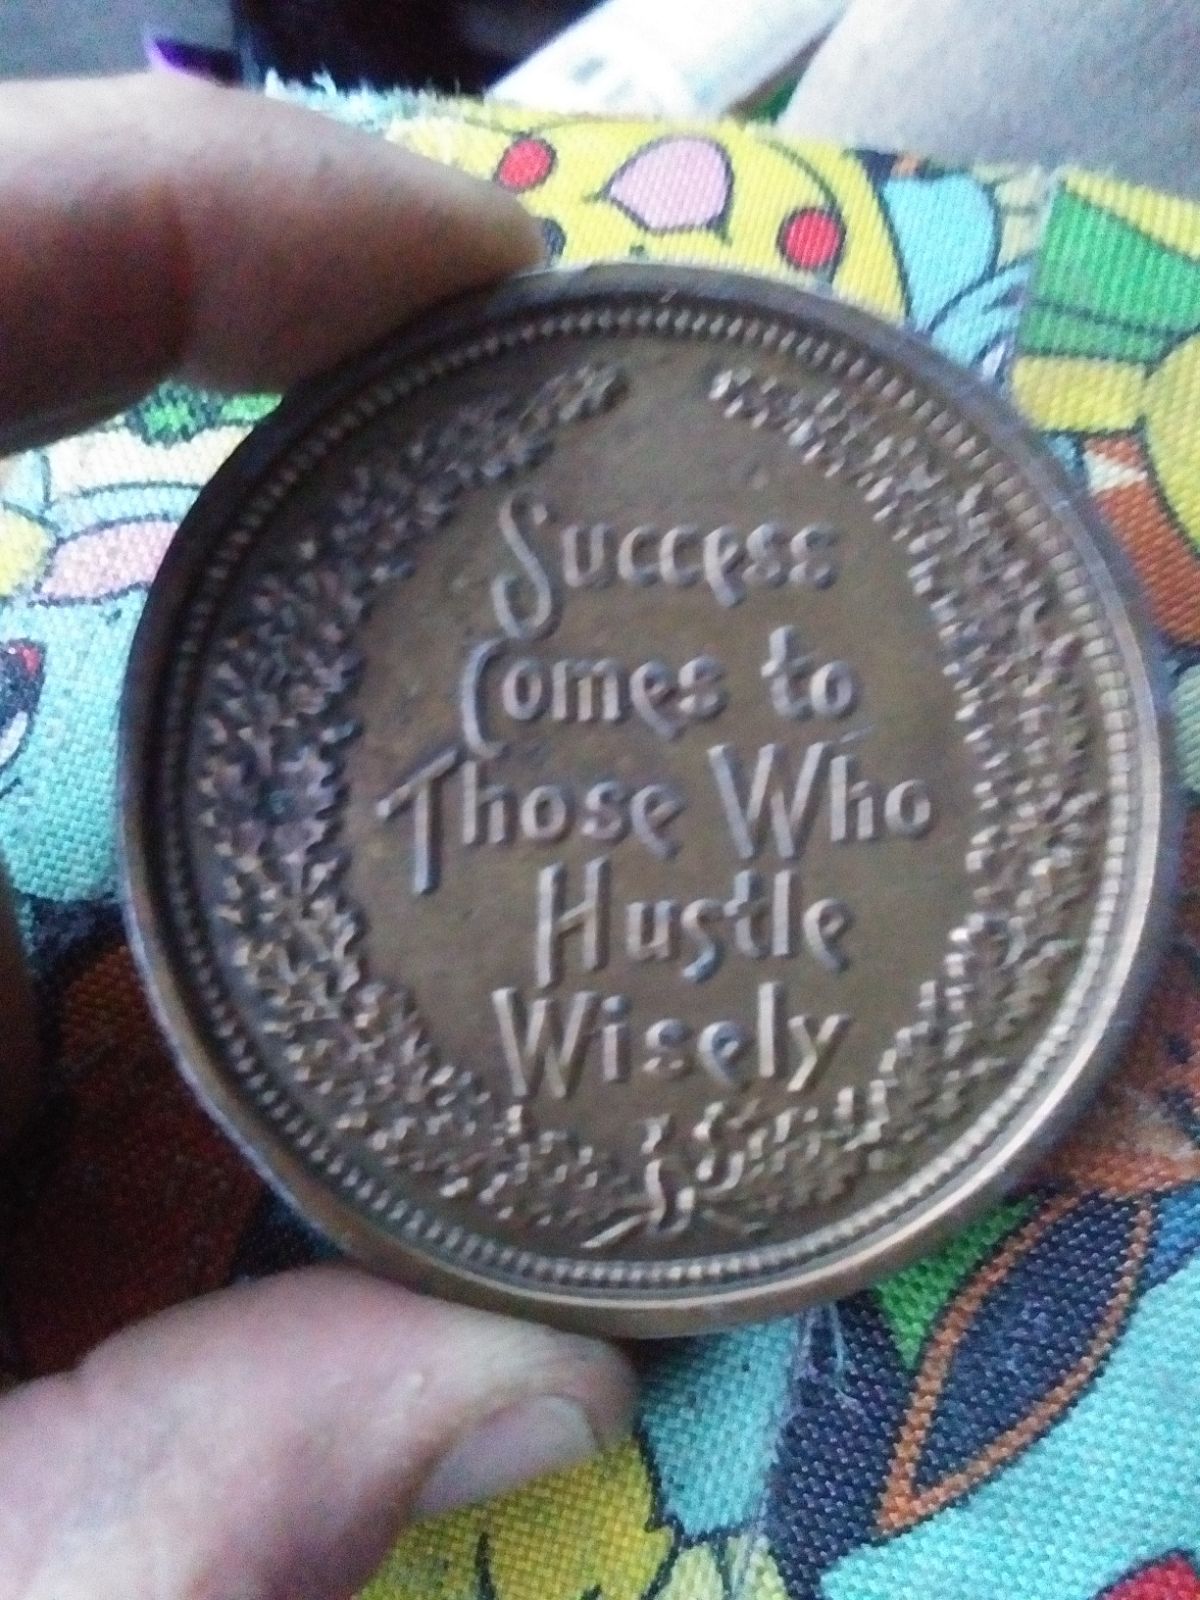 Success
Comes to
Those Who
Hustle
Wisely